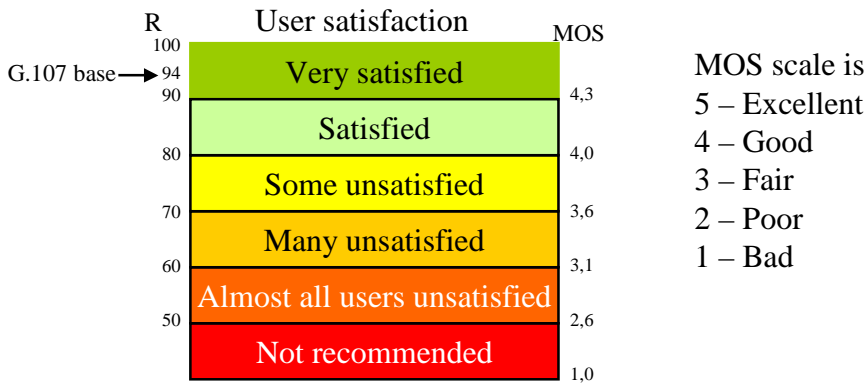 R
User satisfaction
MOS
100
G.107 base
94
Very satisfied
90
4,3
Satisfied
80
4,0
Some unsatisfied
70
3,6
Many unsatisfied
60
3,1
Almost all users unsatisfied
50
2,6
Not recommended
1,0
MOS scale is
5 – Excellent
4 – Good
3 – Fair
2 – Poor
1 – Bad